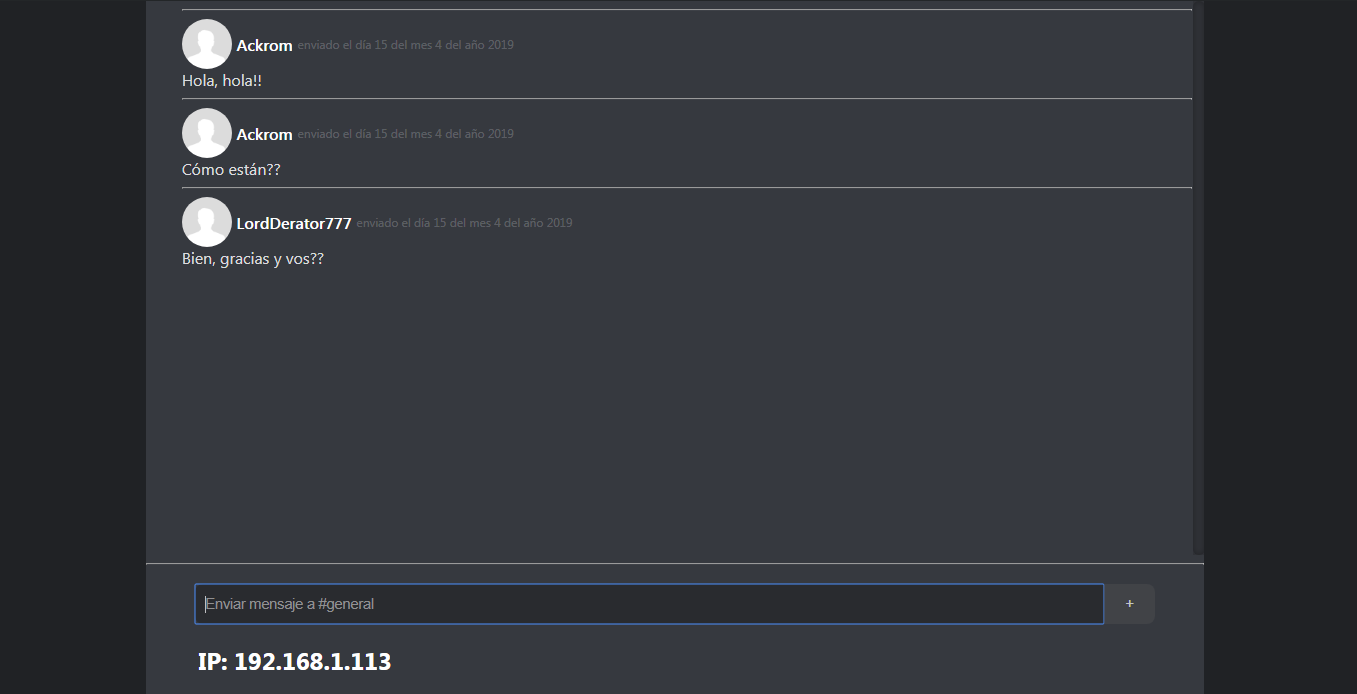 Ackrom enviado el día 15 del mes 4 del año 2019
Hola, hola!!
Ackrom enviado el día 15 del mes 4 del año 2019
Cómo están??
LordDerator777 enviado el día 15 del mes 4 del año 2019
Bien, gracias y vos??
Enviar mensaje a #general +
IP: 192.168.1.113